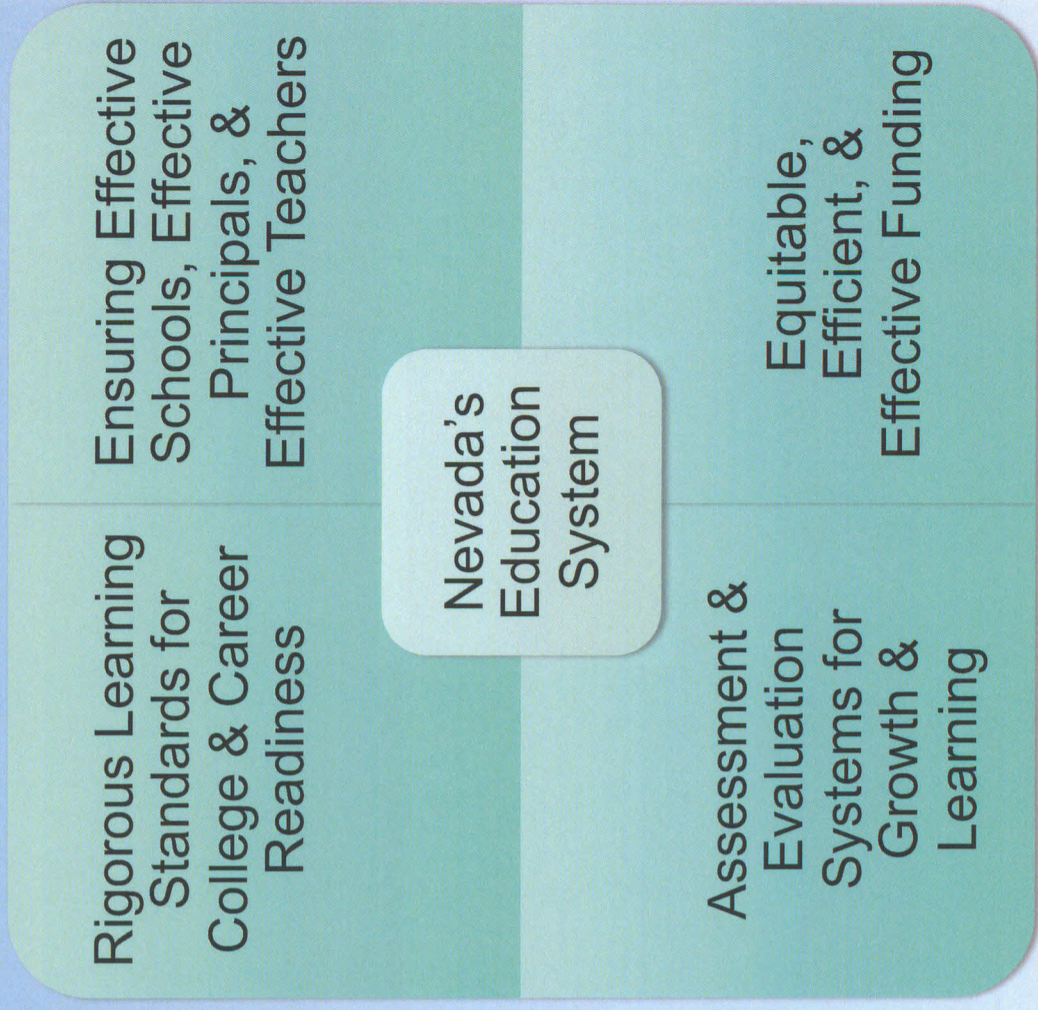 Rigorous Learning
Standards for
College & Career
Readiness
Ensuring Effective
Schools, Effective
Principals, &
Effective Teachers
Nevada's
Education
System
Assessment &
Evaluation
Systems for
Growth &
Learning
Equitable,
Efficient, &
Effective Funding